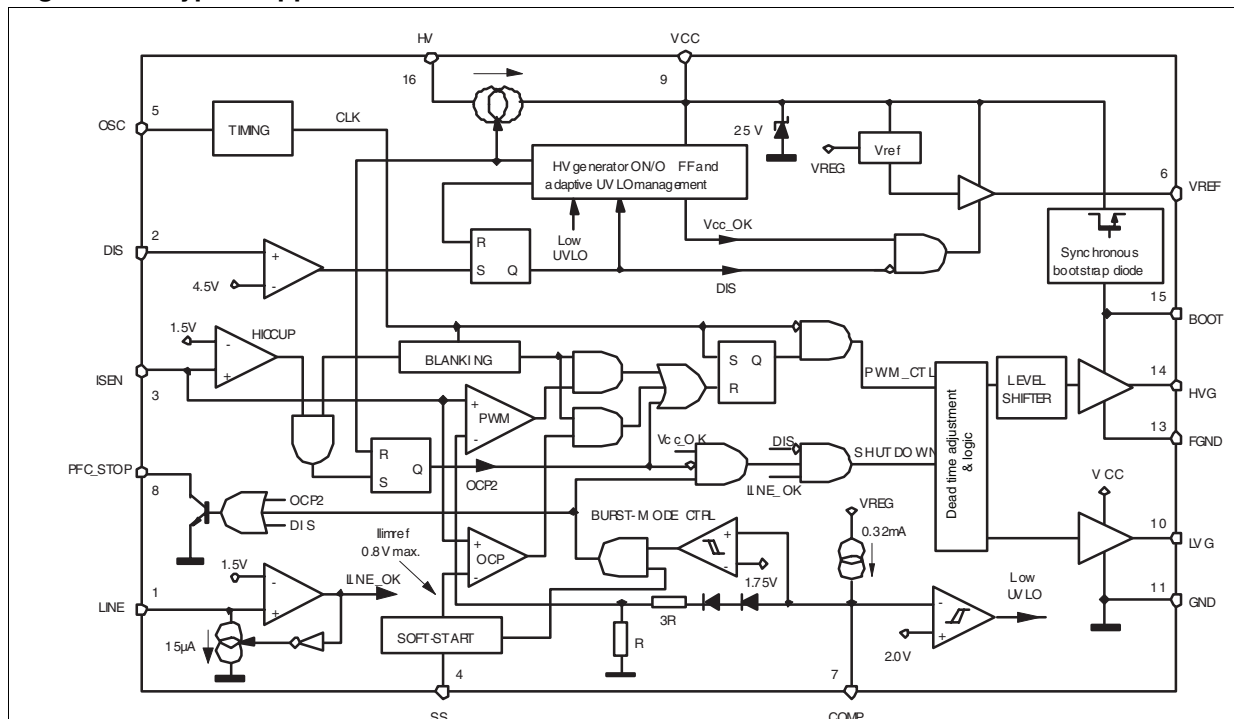 HV
VCC
16
9
5
OSC
TIMING
CLK
25 V
Vref
VREG
HV generator ON/O FF and
adaptive UVLO management
6
VREF
2
DIS
+
-
4.5V
R
S Q
Low
UVLO
Vcc_OK
DIS
Synchronous
bootstrap diode
15
BOOT
1.5V
HICCUP
-
+
BLANKING
S Q
R
PWM_CTL
ISEN
3
+
PWM
-
LEVEL
SHIFTER
14
HVG
13
FGND
Vcc_OK
DIS
SHUTDOWN
LINE_OK
Dead time adjustment
& logic
R
Q
S
OCP2
PFC_STOP
8
OCP2
DIS
VCC
10
LVG
Ilimref
0.8V max.
+
OCP
-
BURST-MODE CTRL
+
-
1.75V
VREG
0.32mA
1.5V
-
+
LINE_OK
1
LINE
15µA
11
GND
Low
UVLO
-
+
2.0V
3R
R
SOFT-START
4
7
SS
COMP